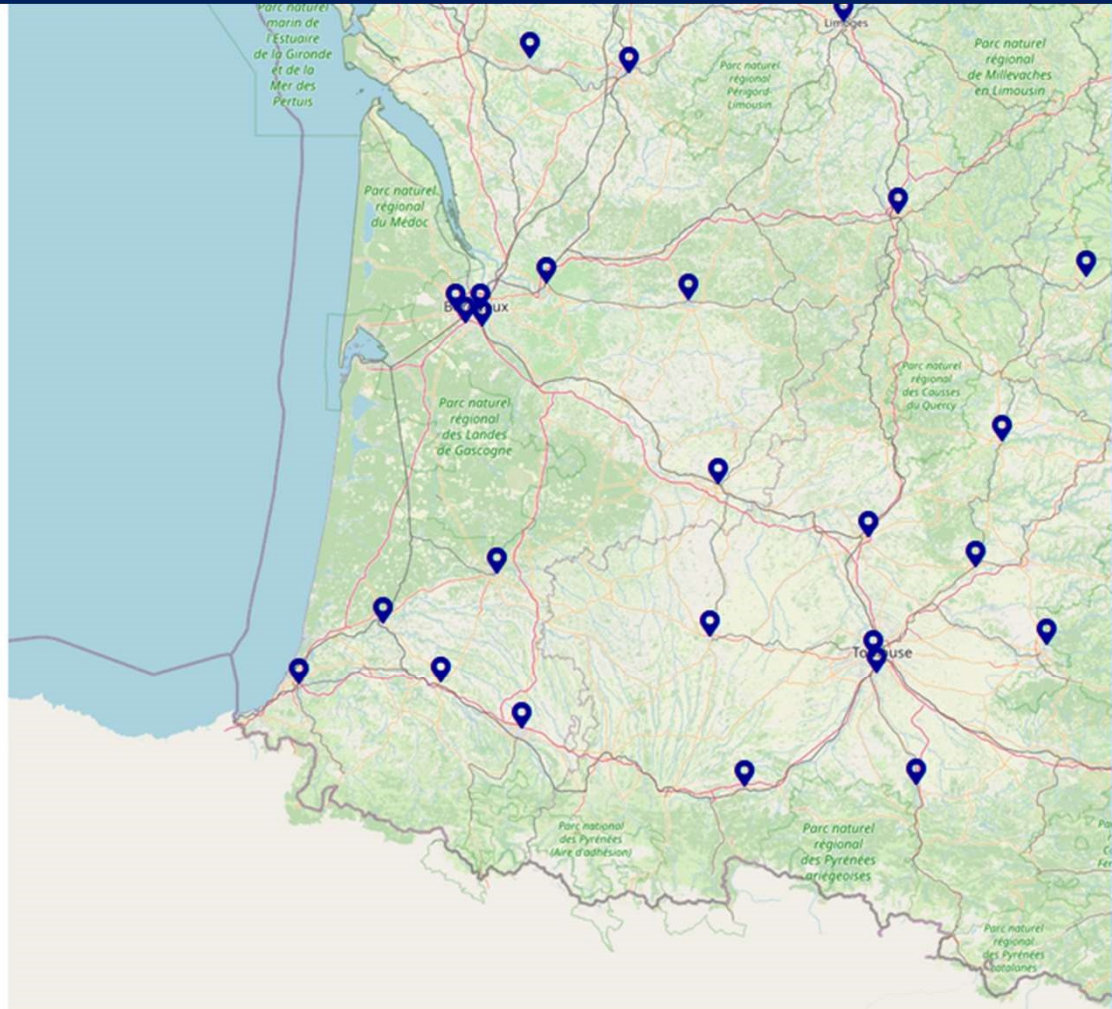 Parc naturel
marin de
l'Estuaire
de la Gironde
et de la
Mer des
Pertuis
Limoges
Parc naturel
régional
de Millevaches
en Limousin
Parc naturel
régional
Périgord-
Limousin
Parc naturel
régional
du Médoc
Parc naturel
régional
des Causses
du Quercy
Parc naturel
régional
des Landes
de Gascogne
Parc national
des Pyrénées
(Aire d'adhésion)
Parc naturel
régional
des Pyrénées
ariégeoises
Parc naturel
régional
des Pyrénées
catalanes